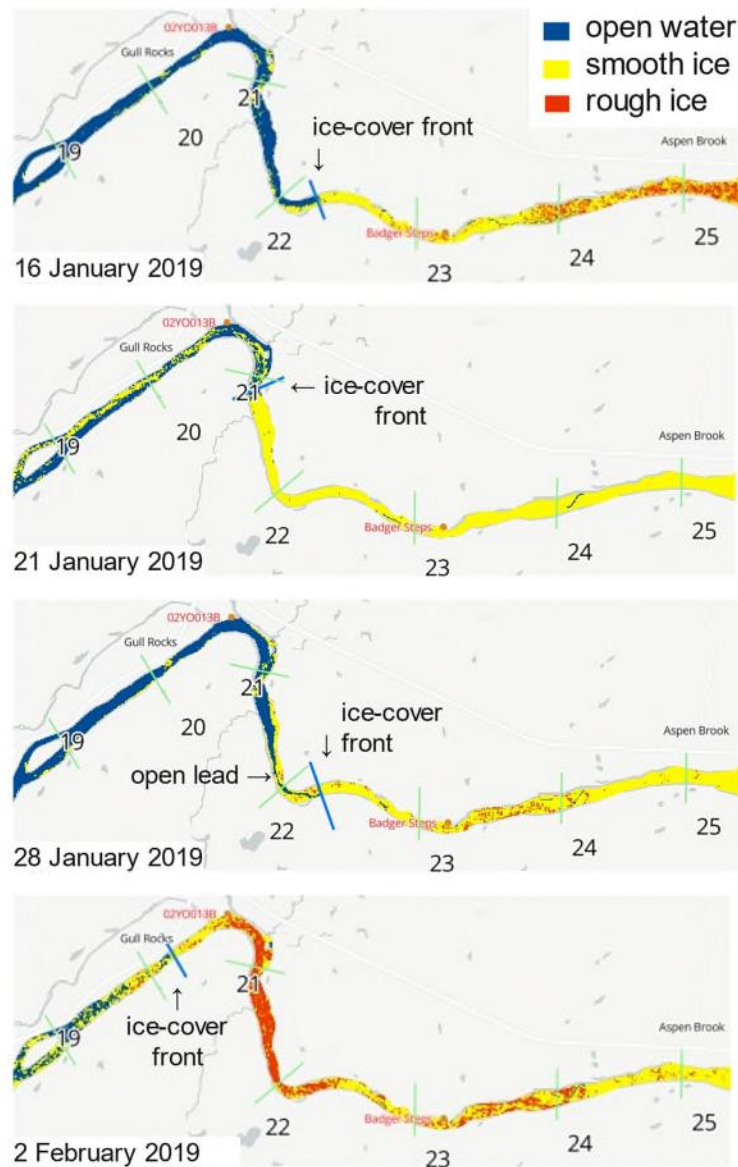 02YO013B
open water
Gull Rocks
smooth ice
21
rough ice
ice-cover front
↓
19
20
Aspen Brook
22
Badger Steps
24
25
23
16 January 2019
02YO013B
Gull Rocks
21
← ice-cover
front
19
20
Aspen Brook
22
Badger Steps
24
25
23
21 January 2019
02YO013B
Gull Rocks
21
ice-cover
↓ front
19
20
Aspen Brook
open lead →
22
Badger Steps
24
25
23
28 January 2019
02YO013B
Gull Rocks
21
↑
ice-cover
front
19
20
Aspen Brook
22
Badger Steps
24
25
23
2 February 2019